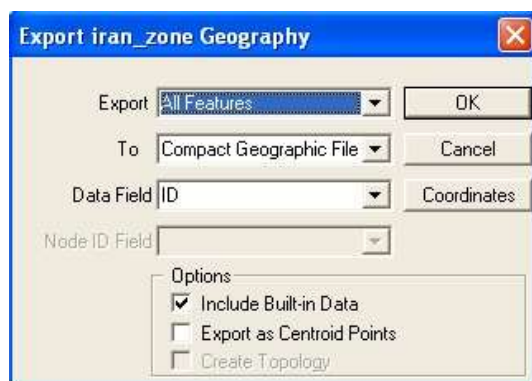 Export iran_zone Geography
Export All Features OK
To Compact Geographic File Cancel
Data Field ID Coordinates
Node ID Field
Options
Include Built-in Data
Export as Centroid Points
Create Topology